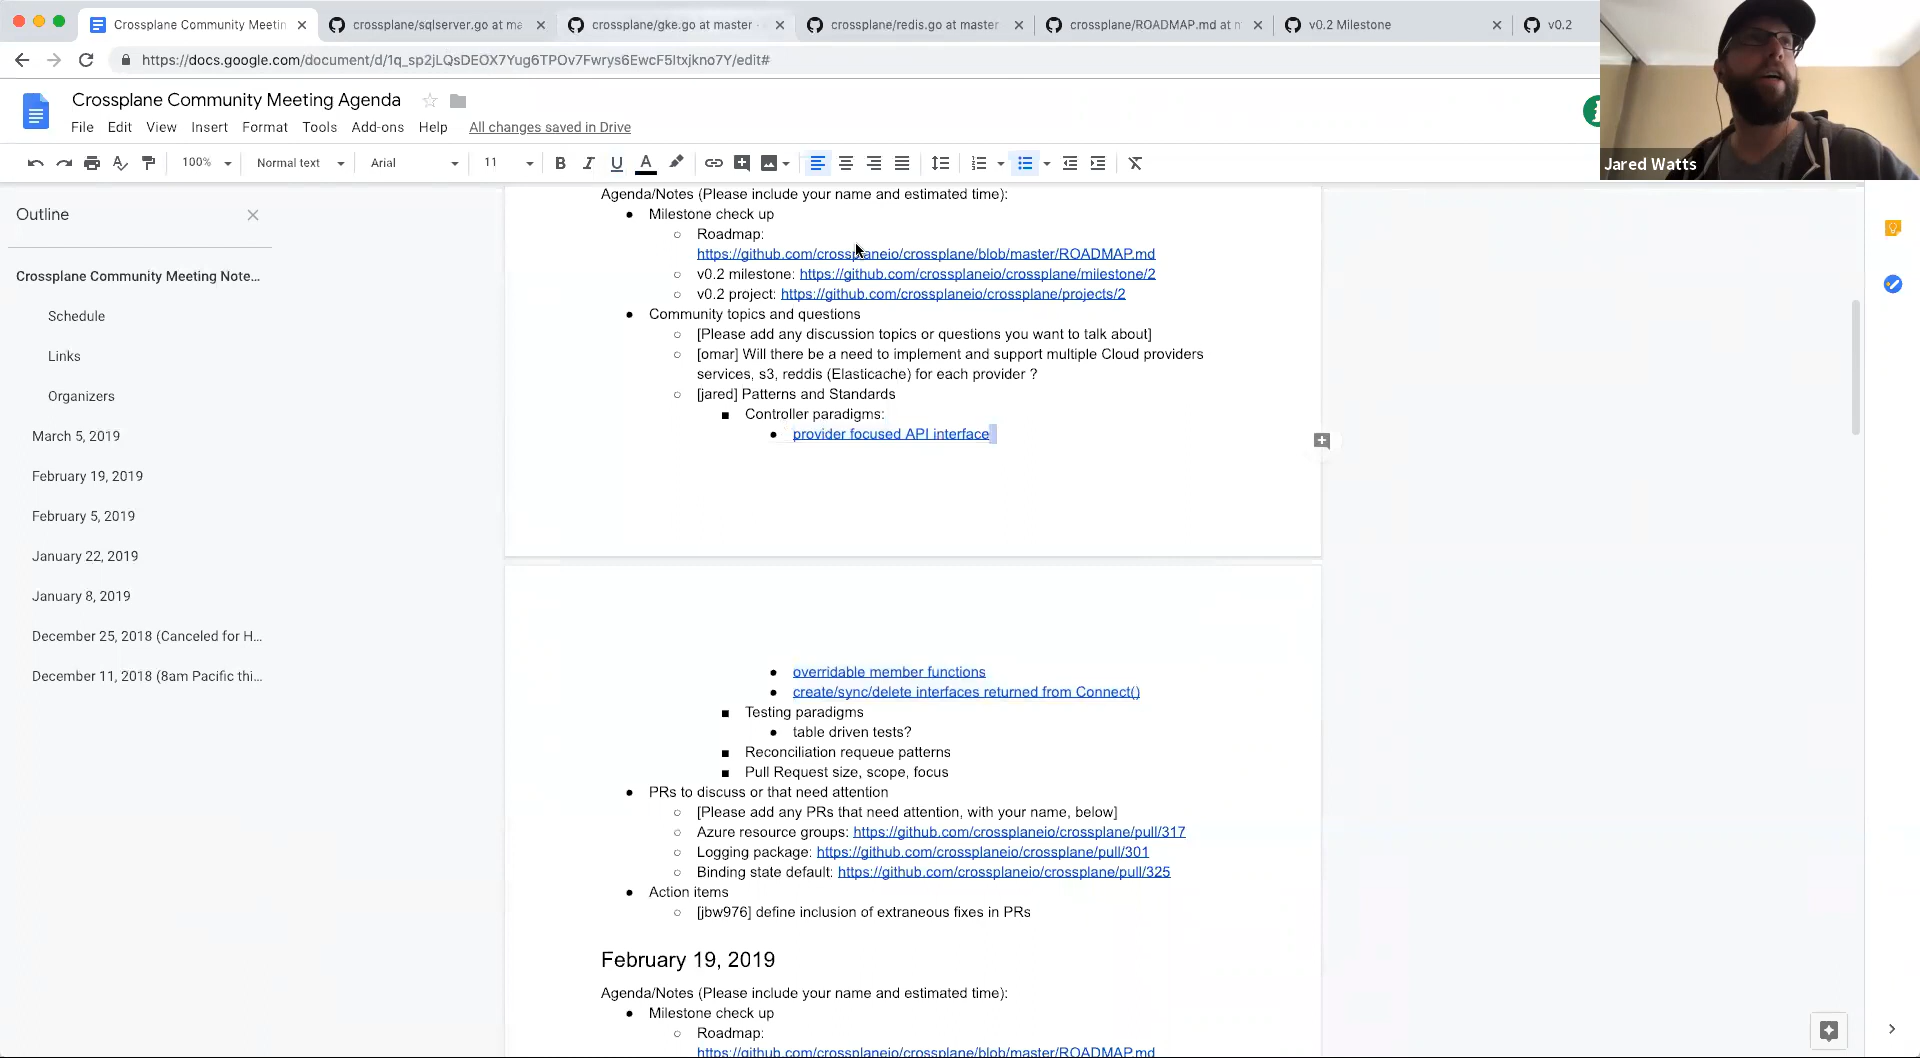 Crossplane Community Meetin
crossplane/sqlserver.go at ma
crossplane/gke.go at master
crossplane/redis.go at master
crossplane/ROADMAP.md at m
v0.2 Milestone
v0.2
https://docs.google.com/document/d/1q_sp2jLQsDEOX7Yug6TPOv7Fwrys6EwcF5Itxjkno7Y/edit#
Crossplane Community Meeting Agenda
File Edit View Insert Format Tools Add-ons Help All changes saved in Drive
100% Normal text Arial 11 B I U A
Jared Watts
Outline
Crossplane Community Meeting Note...
Schedule
Links
Organizers
March 5, 2019
February 19, 2019
February 5, 2019
January 22, 2019
January 8, 2019
December 25, 2018 (Canceled for H...
December 11, 2018 (8am Pacific thi...
Agenda/Notes (Please include your name and estimated time):
Milestone check up
Roadmap:
https://github.com/crossplaneio/crossplane/blob/master/ROADMAP.md
v0.2 milestone: https://github.com/crossplaneio/crossplane/milestone/2
v0.2 project: https://github.com/crossplaneio/crossplane/projects/2
Community topics and questions
[Please add any discussion topics or questions you want to talk about]
[omar] Will there be a need to implement and support multiple Cloud providers
services, s3, reddis (Elasticache) for each provider ?
[jared] Patterns and Standards
Controller paradigms:
provider focused API interface
overridable member functions
create/sync/delete interfaces returned from Connect()
Testing paradigms
table driven tests?
Reconciliation requeue patterns
Pull Request size, scope, focus
PRs to discuss or that need attention
[Please add any PRs that need attention, with your name, below]
Azure resource groups: https://github.com/crossplaneio/crossplane/pull/317
Logging package: https://github.com/crossplaneio/crossplane/pull/301
Binding state default: https://github.com/crossplaneio/crossplane/pull/325
Action items
[jbw976] define inclusion of extraneous fixes in PRs
February 19, 2019
Agenda/Notes (Please include your name and estimated time):
Milestone check up
Roadmap:
https://github.com/crossplaneio/crossplane/blob/master/ROADMAP.md